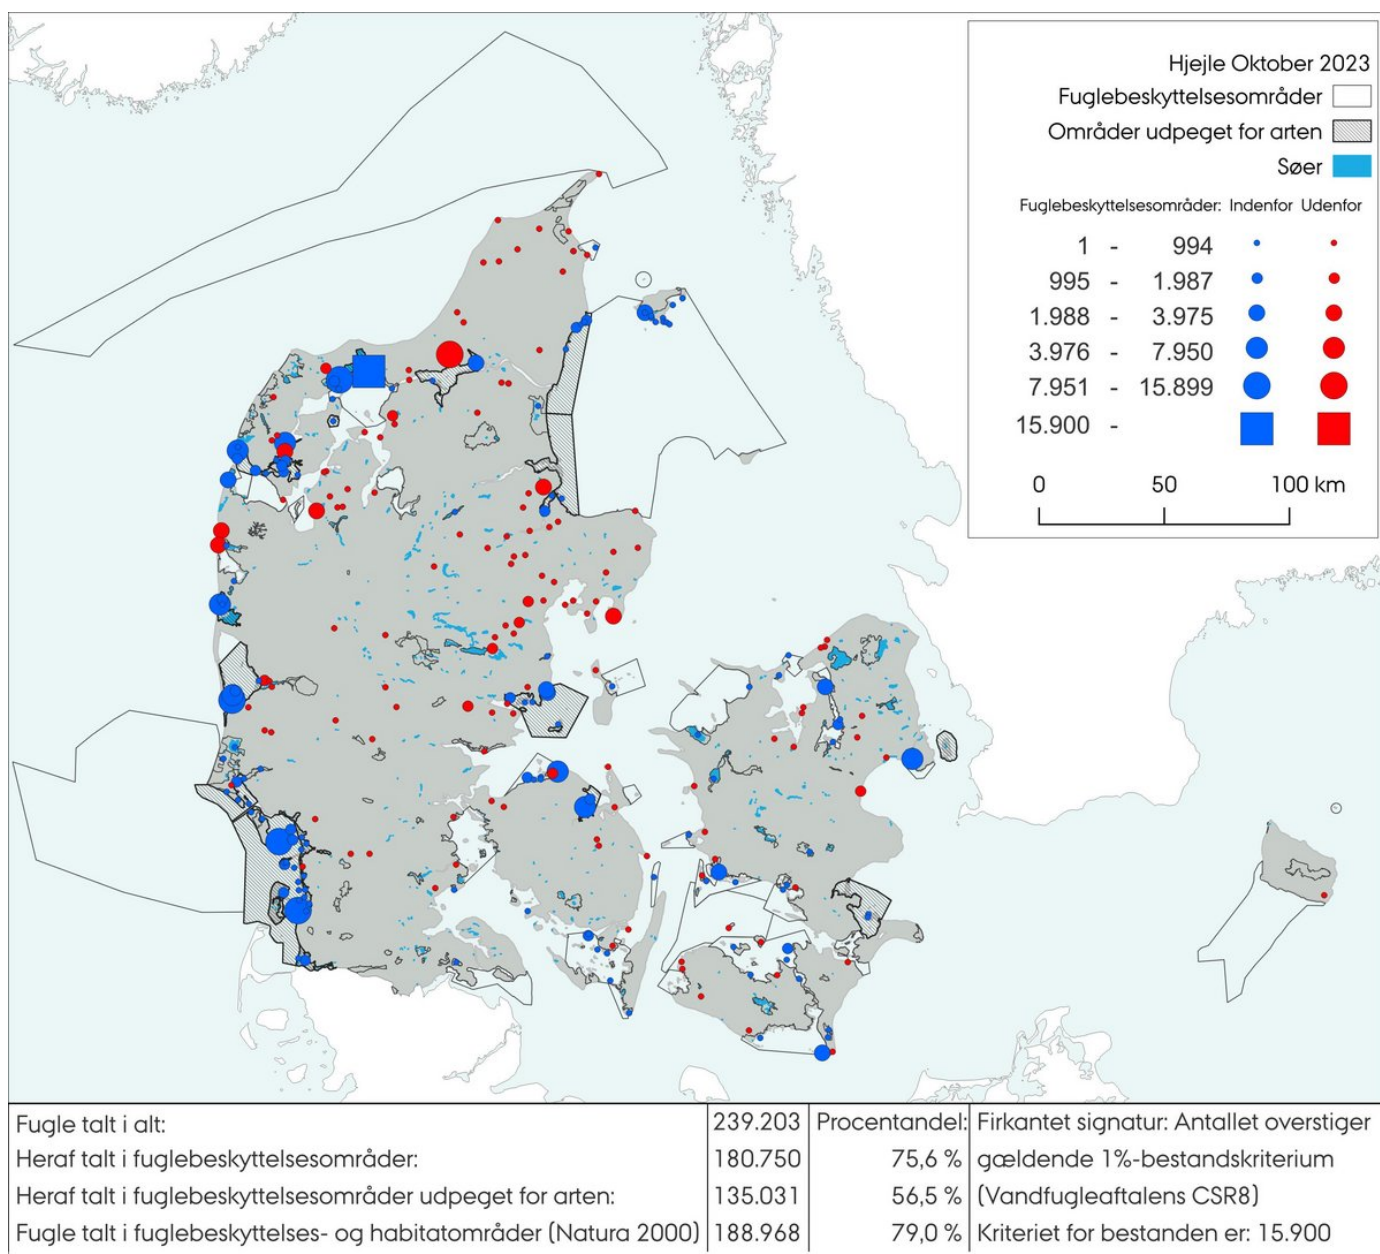 Hjejle Oktober 2023
Fuglebeskyttelsesområder
Områder udpeget for arten
Søer
Fuglebeskyttelsesområder: Indenfor Udenfor
1 - 994
995 - 1.987
1.988 - 3.975
3.976 - 7.950
7.951 - 15.899
15.900 -
0 50 100 km
Fugle talt i alt: 239.203 Procentandel: Firkantet signatur: Antallet overstiger
Heraf talt i fuglebeskyttelsesområder: 180.750 75,6 % gældende 1%-bestandskriterium
Heraf talt i fuglebeskyttelsesområder udpeget for arten: 135.031 56,5 % (Vandfugleaftalens CSR8)
Fugle talt i fuglebeskyttelses- og habitatområder (Natura 2000) 188.968 79,0 % Kriteriet for bestanden er: 15.900